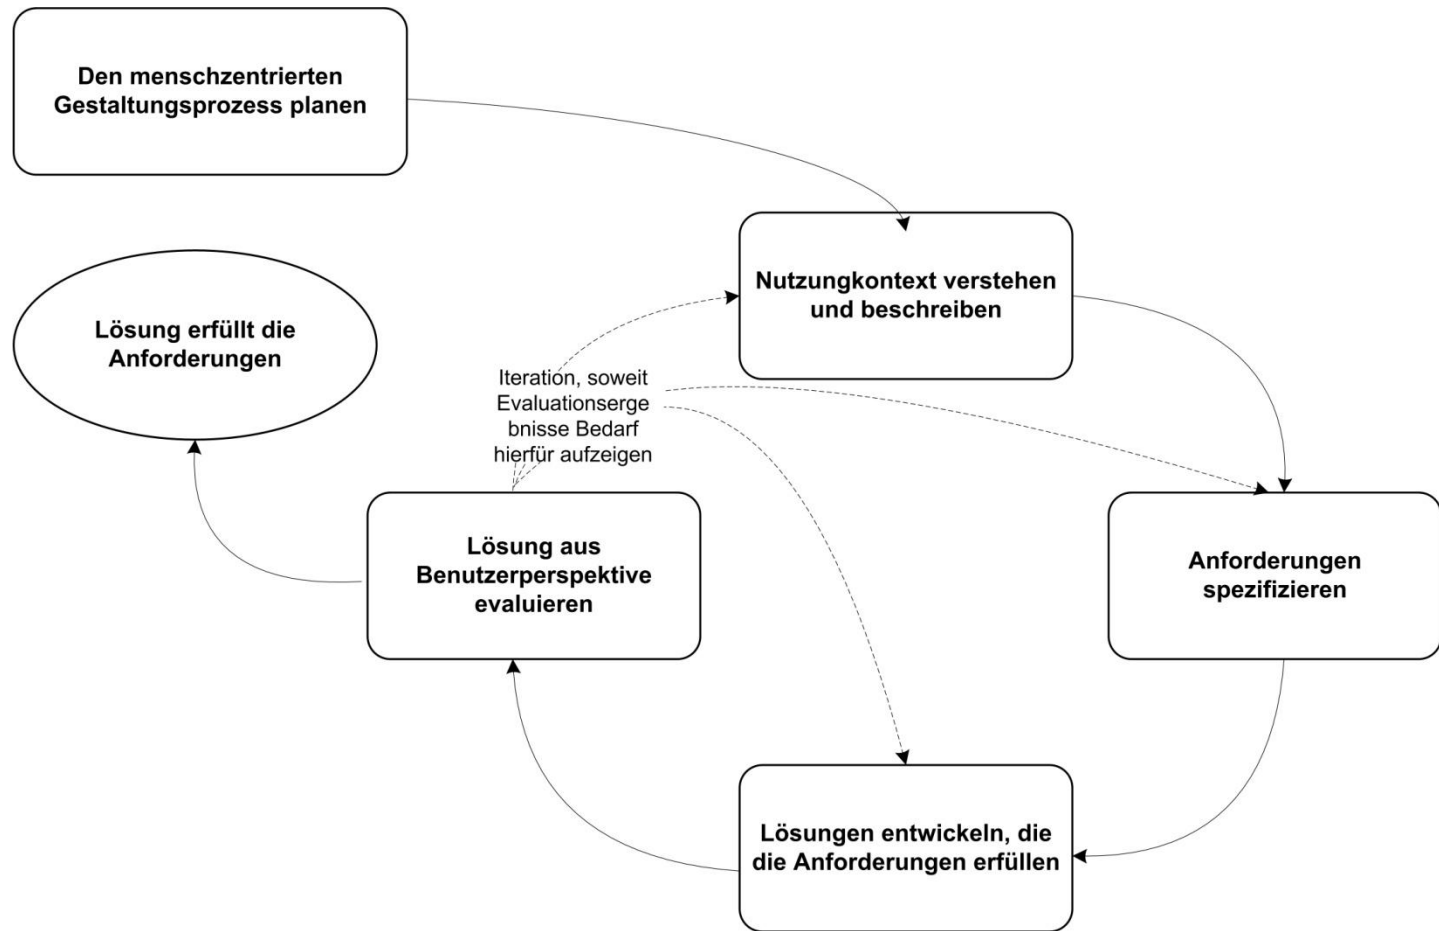 Den menschzentrierten
Gestaltungsprozess planen
Nutzungkontext verstehen
und beschreiben
Lösung erfüllt die
Anforderungen
Iteration, soweit
Evaluationserge
bnisse Bedarf
hierfür aufzeigen
Lösung aus
Benutzerperspektive
evaluieren
Anforderungen
spezifizieren
Lösungen entwickeln, die
die Anforderungen erfüllen